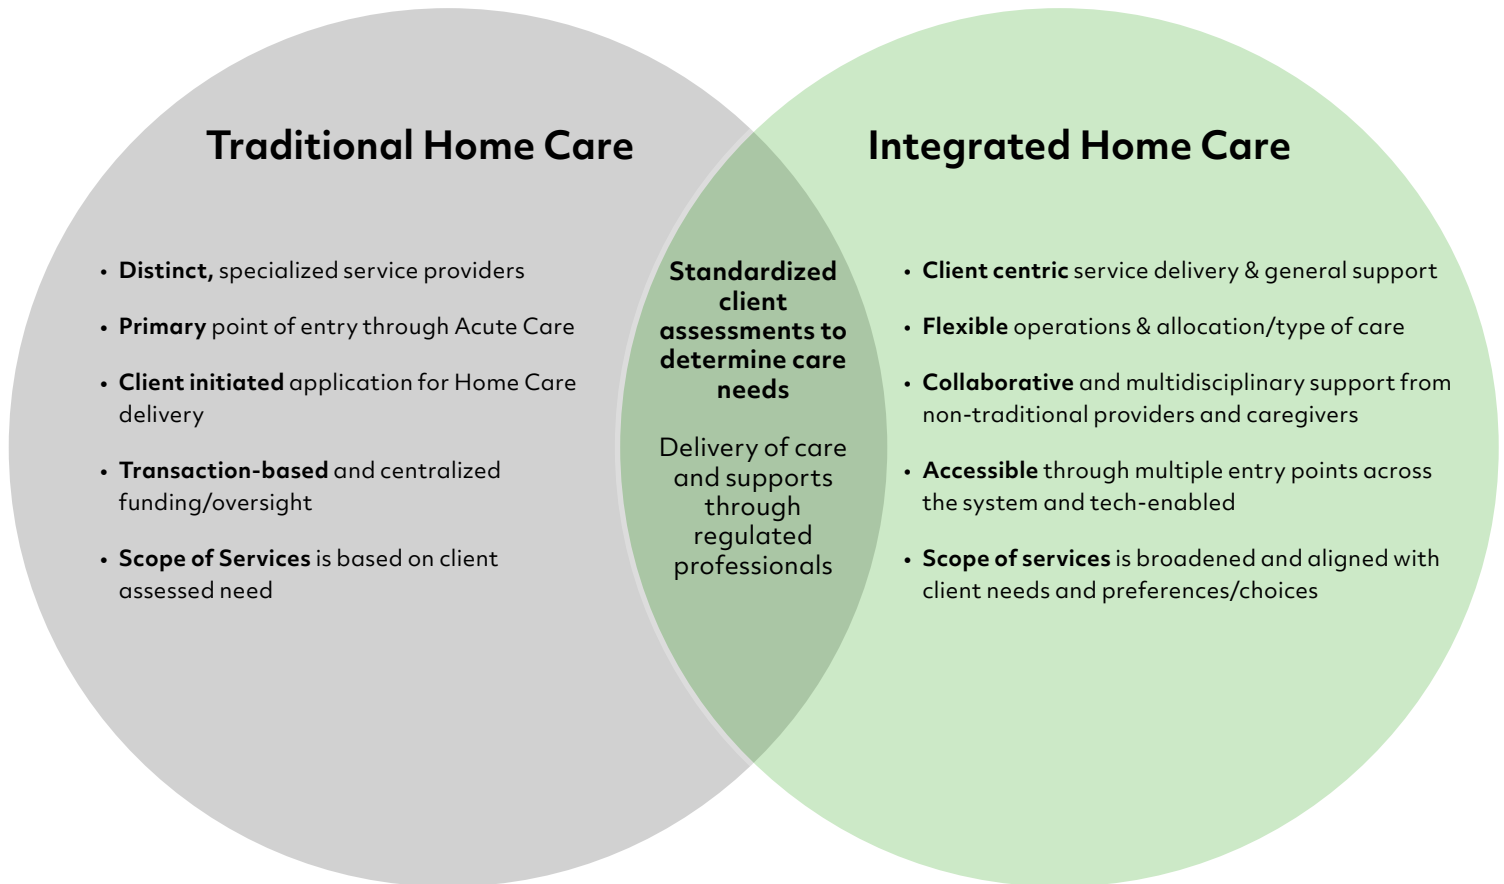 Traditional Home Care
• Distinct, specialized service providers
• Primary point of entry through Acute Care
• Client initiated application for Home Care
delivery
• Transaction-based and centralized
funding/oversight
• Scope of Services is based on client
assessed need
Standardized
client
assessments to
determine care
needs
Delivery of care
and supports
through
regulated
professionals
Integrated Home Care
• Client centric service delivery & general support
• Flexible operations & allocation/type of care
• Collaborative and multidisciplinary support from
non-traditional providers and caregivers
• Accessible through multiple entry points across
the system and tech-enabled
• Scope of services is broadened and aligned with
client needs and preferences/choices